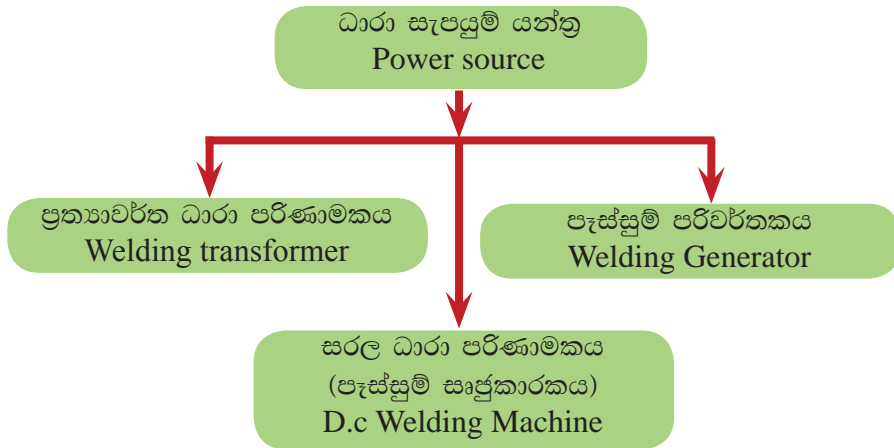 ධාරා සැපයුම් යන්ත්‍ර
Power source
ප්‍රත්‍යාවර්ත ධාරා පරිණාමකය
Welding transformer
පෑස්සුම් පරිවර්තකය
Welding Generator
සරල ධාරා පරිණාමකය
(පෑස්සුම් සෘජුකාරකය)
D.c Welding Machine